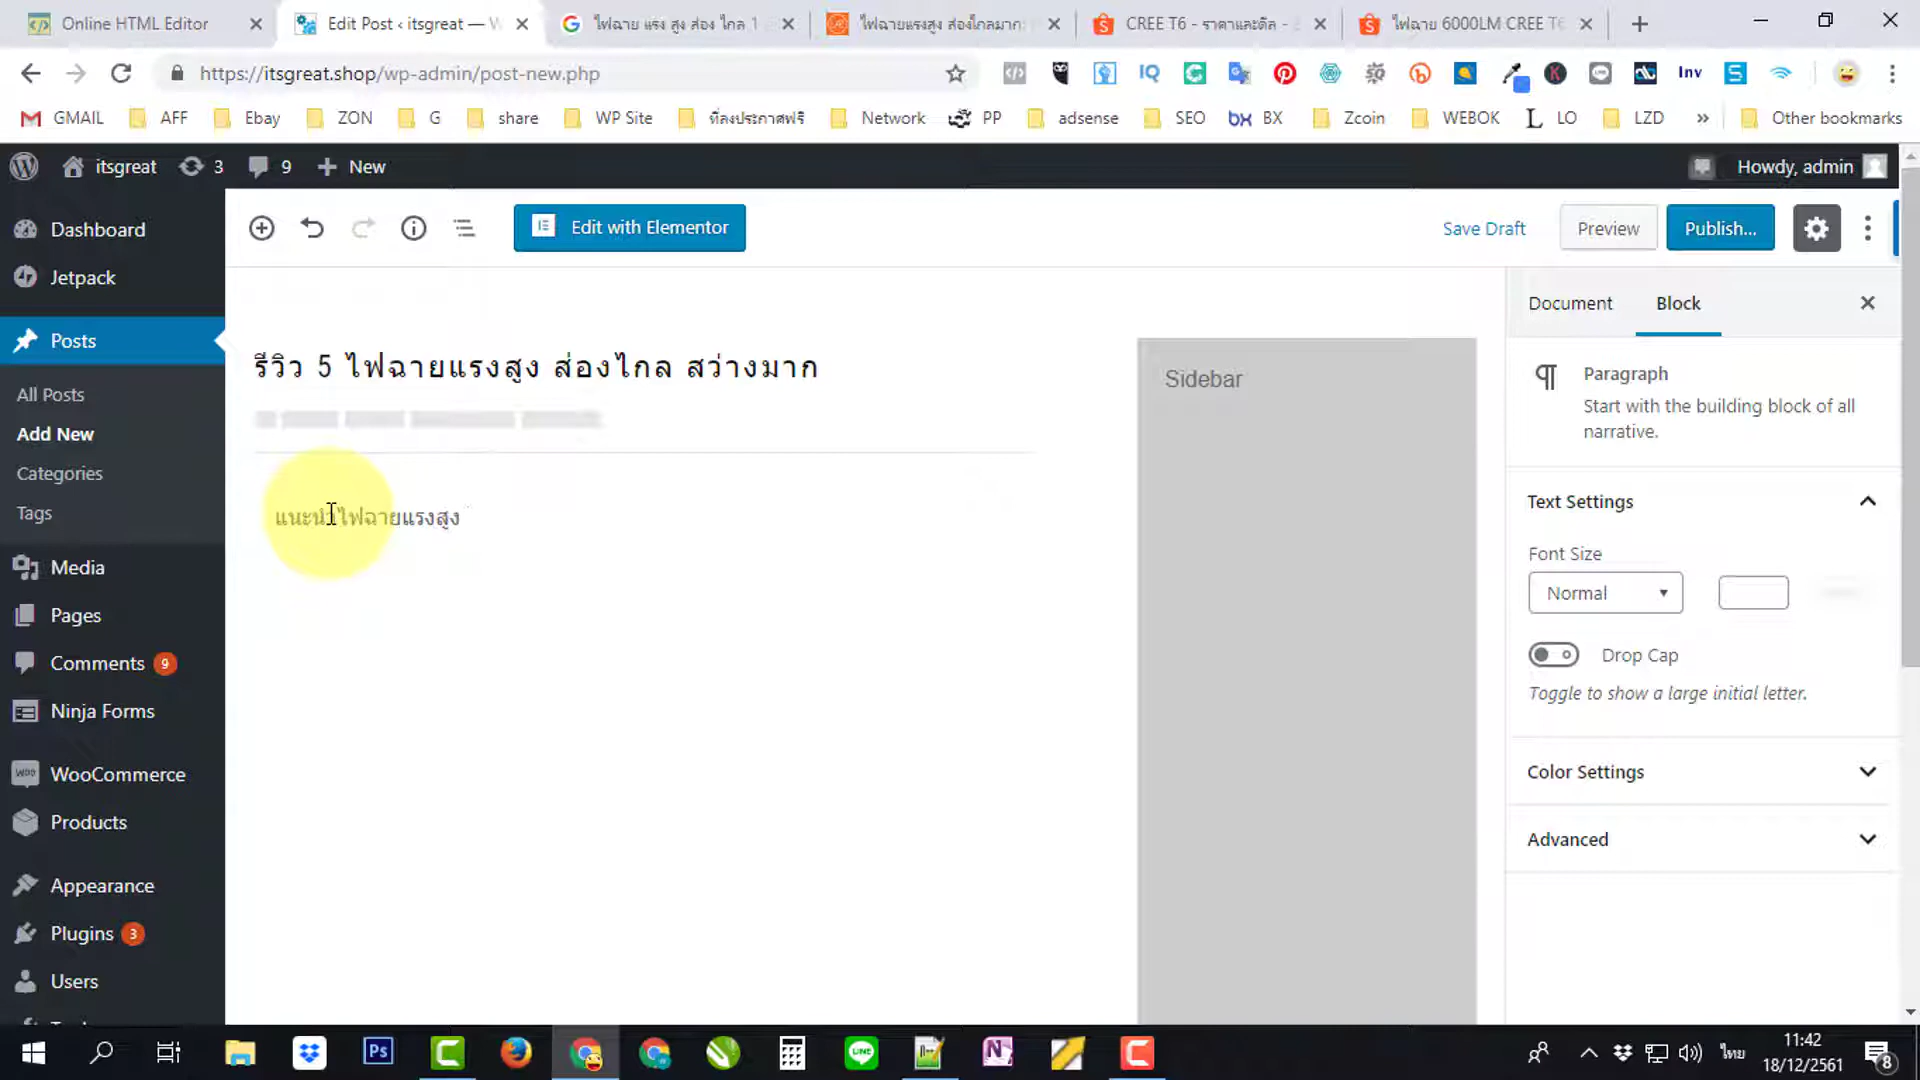 Online HTML Editor
Edit Post ‹ itsgreat — W
ไฟฉาย แรง สูง ส่อง ไกล 1
ไฟฉายแรงสูง ส่องไกลมาก
CREE T6 - ราคาและดีล -
ไฟฉาย 6000LM CREE T6
https://itsgreat.shop/wp-admin/post-new.php
IQ
Inv
GMAIL
AFF
Ebay
ZON
G
share
WP Site
ที่ลงประกาศฟรี
Network
PP
adsense
SEO
bx BX
Zcoin
WEBOK
L LO
LZD
»
Other bookmarks
itsgreat
3
9
New
Howdy, admin
Dashboard
Jetpack
Posts
All Posts
Add New
Categories
Tags
Media
Pages
Comments 9
Ninja Forms
WooCommerce
Products
Appearance
Plugins 3
Users
Edit with Elementor
Save Draft
Preview
Publish...
รีวิว 5 ไฟฉายแรงสูง ส่องไกล สว่างมาก
แนะนำไฟฉายแรงสูง
Sidebar
Document
Block
Paragraph
Start with the building block of all
narrative.
Text Settings
Font Size
Normal
Drop Cap
Toggle to show a large initial letter.
Color Settings
Advanced
Ps
LINE
N
ไทย
11:42
18/12/2561
8